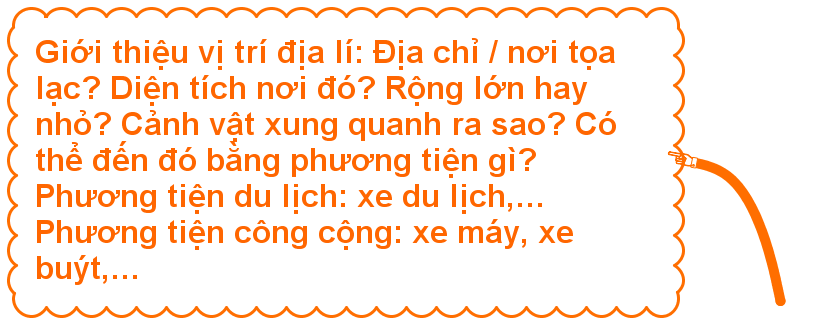 Giới thiệu vị trí địa lí: Địa chỉ / nơi tọa
lạc? Diện tích nơi đó? Rộng lớn hay
nhỏ? Cảnh vật xung quanh ra sao? Có
thể đến đó bằng phương tiện gì?
Phương tiện du lịch: xe du lịch,...
Phương tiện công cộng: xe máy, xe
buýt,...